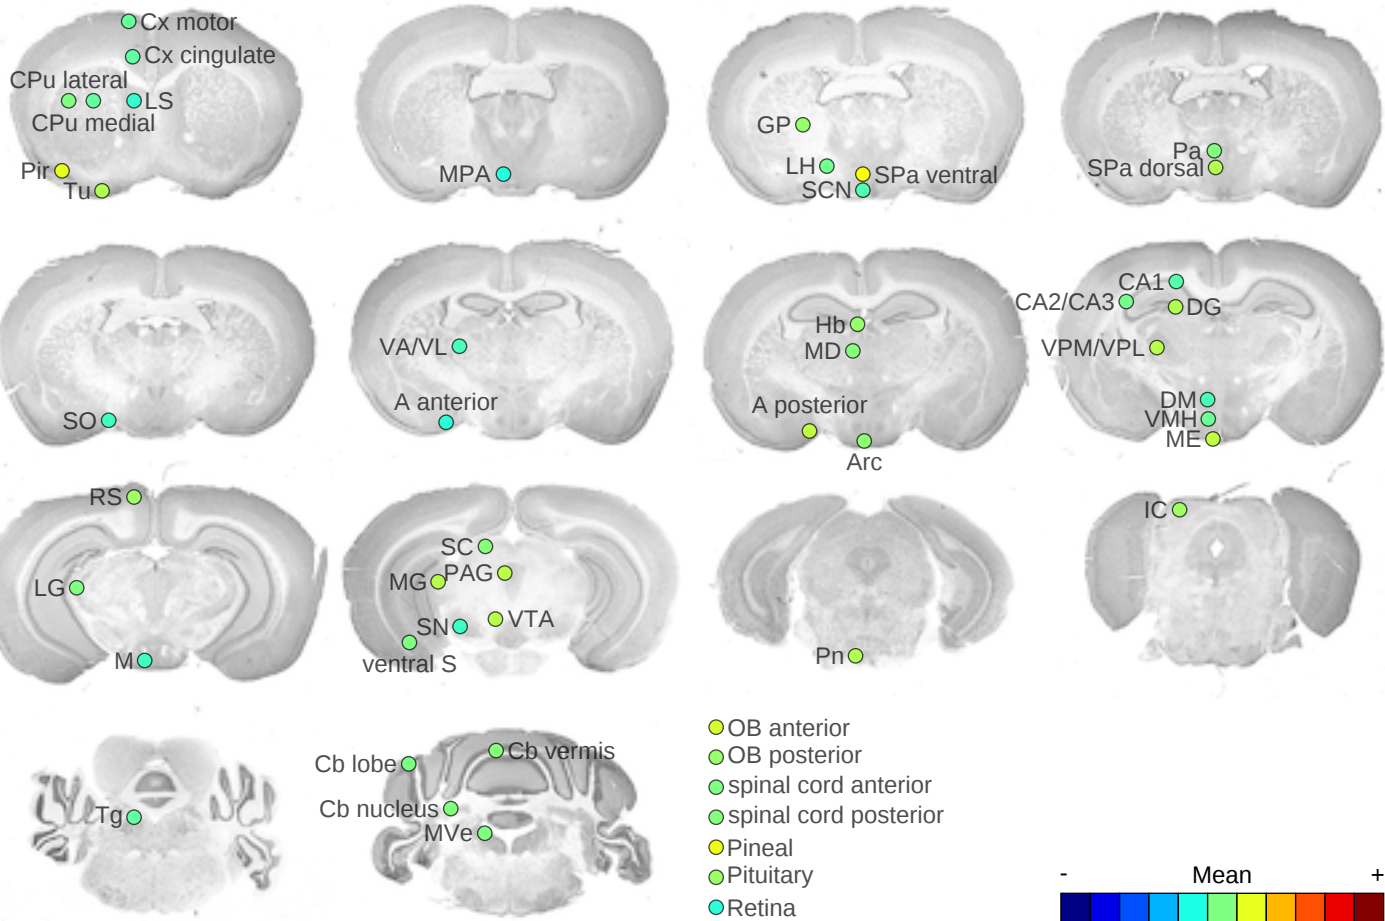 Cx motor
Cx cingulate
CPu lateral
LS
CPu medial
Pir
Tu
MPA
GP
LH
SPa ventral
SCN
Pa
SPa dorsal
SO
VA/VL
A anterior
Hb
MD
A posterior
Arc
CA1
CA2/CA3
DG
VPM/VPL
DM
VMH
ME
RS
LG
M
SC
MG
PAG
SN
VTA
ventral S
Pn
IC
Tg
Cb lobe
Cb vermis
Cb nucleus
MVe
OB anterior
OB posterior
spinal cord anterior
spinal cord posterior
Pineal
Pituitary
Retina
- Mean +